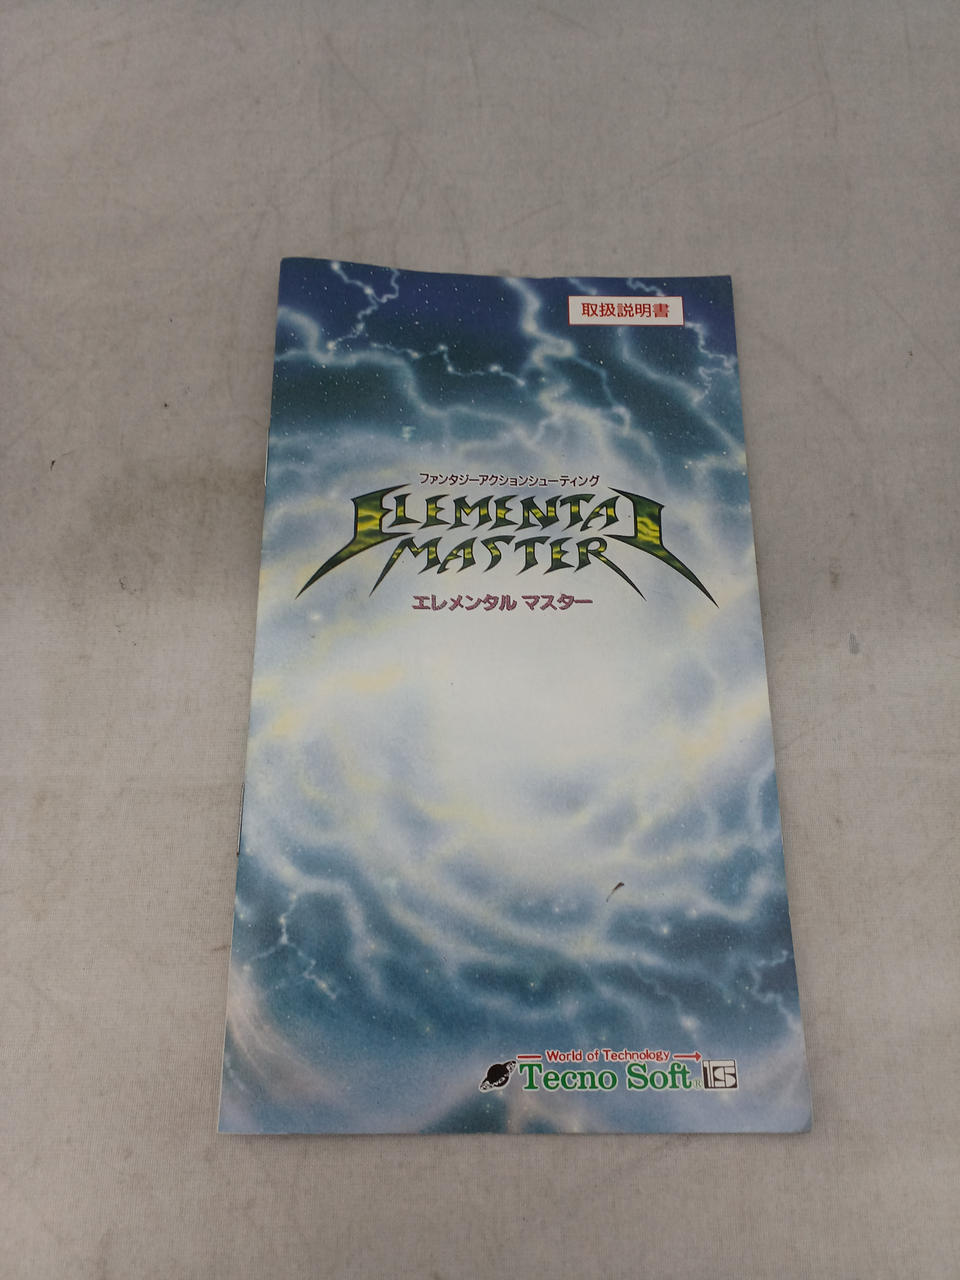 取扱説明書
ファンタジーアクションシューティング
ELEMENTAL
MASTER
エレメンタル マスター
World of Technology
Tecno Soft® TS